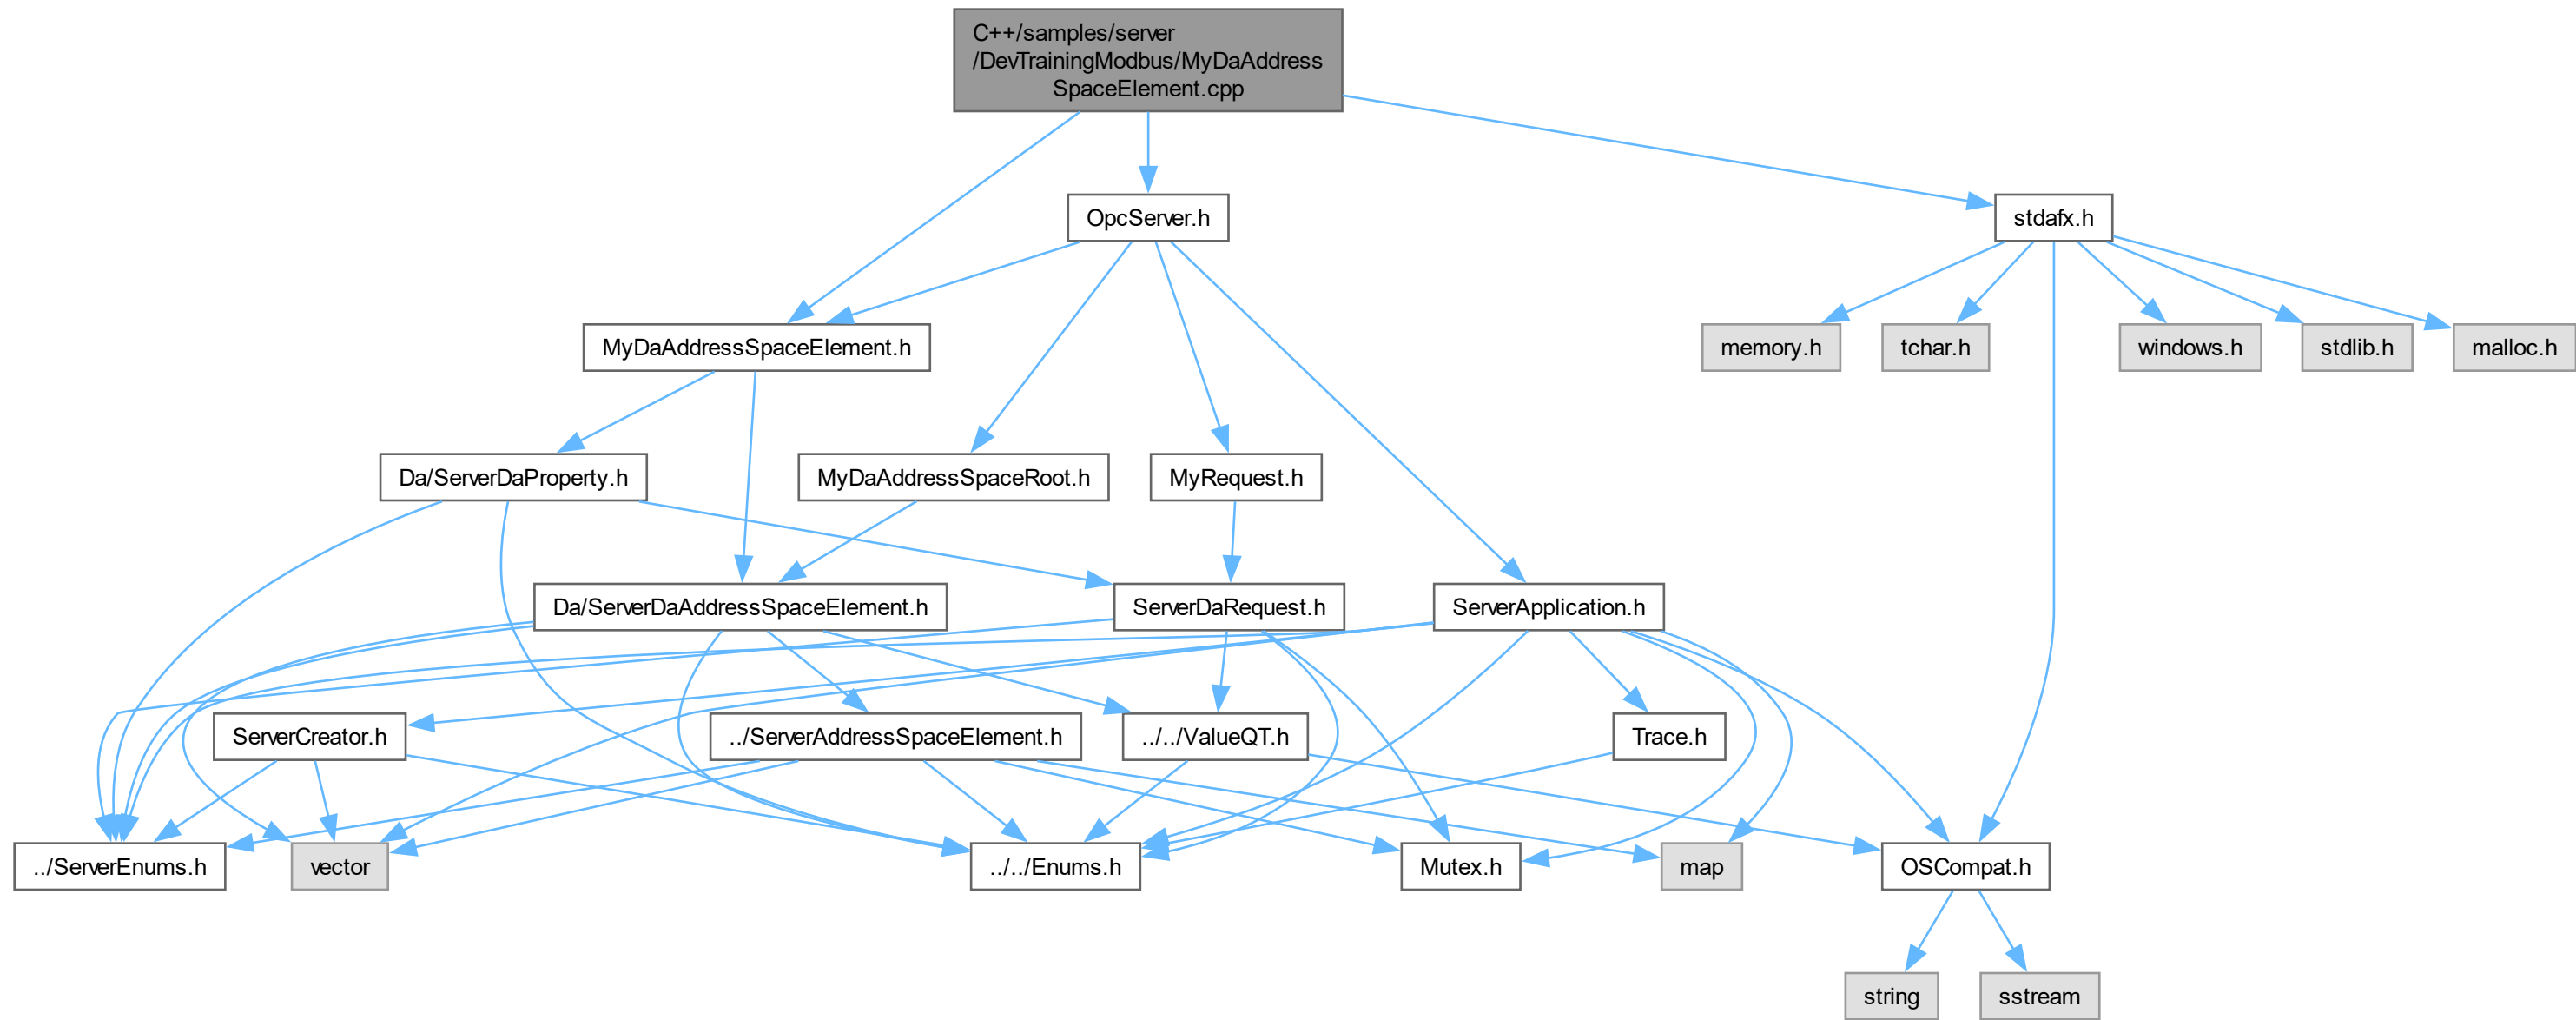 C++/samples/server
/DevTrainingModbus/MyDaAddress
SpaceElement.cpp
OpcServer.h
stdafx.h
MyDaAddressSpaceElement.h
memory.h
tchar.h
windows.h
stdlib.h
malloc.h
Da/ServerDaProperty.h
MyDaAddressSpaceRoot.h
MyRequest.h
Da/ServerDaAddressSpaceElement.h
ServerDaRequest.h
ServerApplication.h
ServerCreator.h
../ServerAddressSpaceElement.h
../../ValueQT.h
Trace.h
../ServerEnums.h
vector
../../Enums.h
Mutex.h
map
OSCompat.h
string
sstream